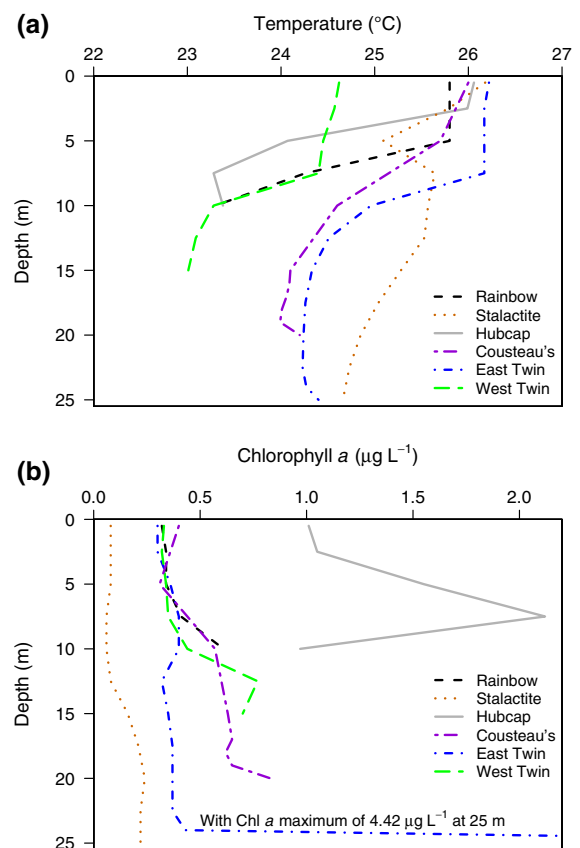 (a)
Temperature (°C)
22 23 24 25 26 27
0
5
10
15
20
25
Depth (m)
Rainbow
Stalactite
Hubcap
Cousteau's
East Twin
West Twin
(b)
Chlorophyll a (μg L⁻¹)
0.0 0.5 1.0 1.5 2.0
0
5
10
15
20
25
Depth (m)
Rainbow
Stalactite
Hubcap
Cousteau's
East Twin
West Twin
With Chl a maximum of 4.42 μg L⁻¹ at 25 m